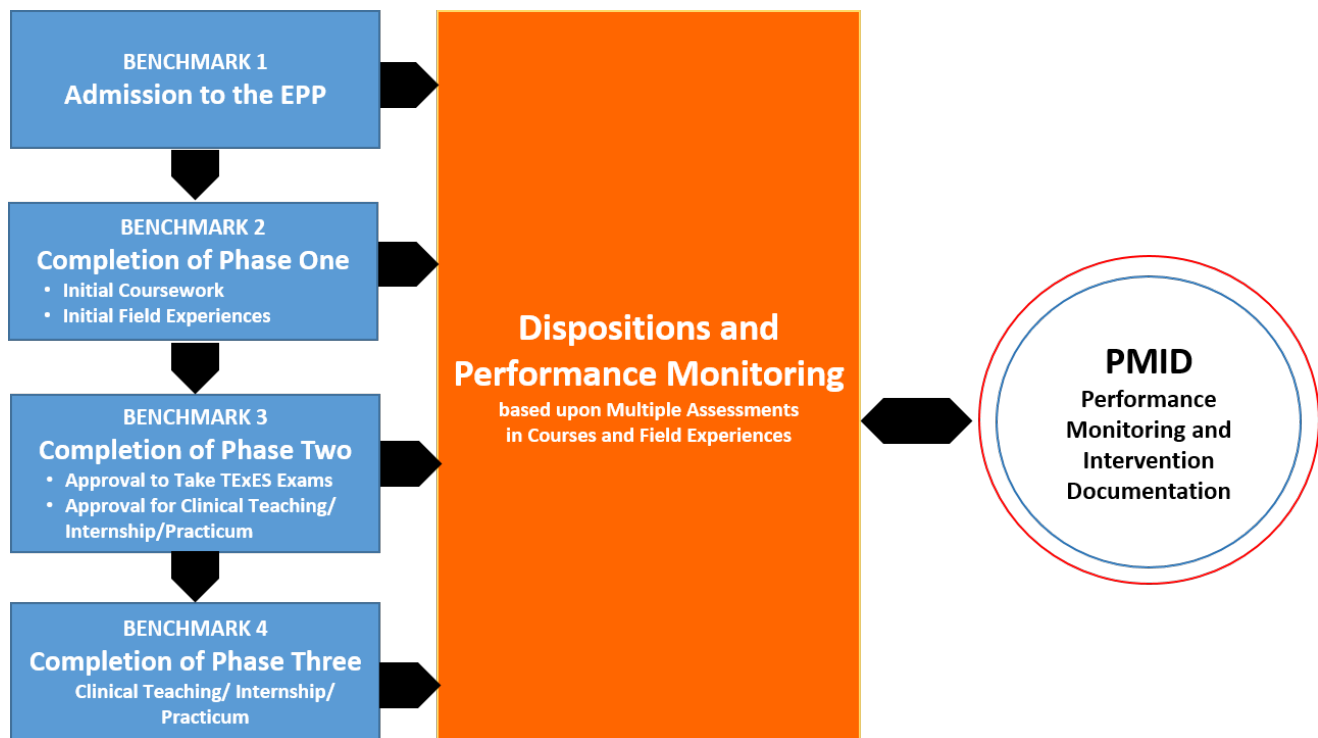 BENCHMARK 1
Admission to the EPP
BENCHMARK 2
Completion of Phase One
• Initial Coursework
• Initial Field Experiences
BENCHMARK 3
Completion of Phase Two
• Approval to Take TExES Exams
• Approval for Clinical Teaching/
Internship/Practicum
BENCHMARK 4
Completion of Phase Three
Clinical Teaching/ Internship/
Practicum
Dispositions and
Performance Monitoring
based upon Multiple Assessments
in Courses and Field Experiences
PMID
Performance
Monitoring and
Intervention
Documentation